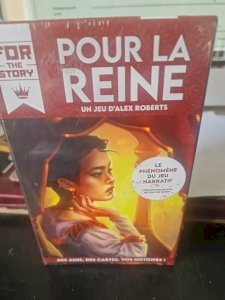 FOR
THE
STORY
POUR LA
REINE
UN JEU D'ALEX ROBERTS
LE
PHÉNOMÈNE
DU JEU
NARRATIF
DES AMIS. DES CARTES. VOS HISTOIRES !